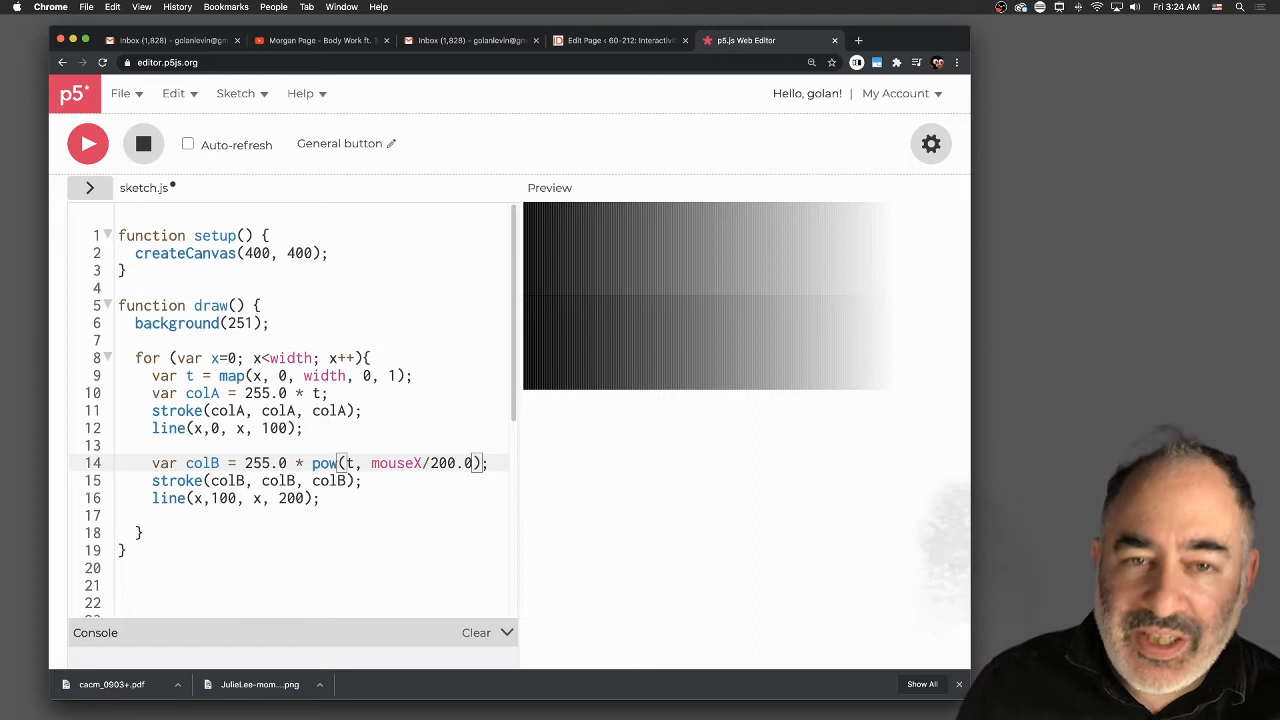 Chrome File Edit View History Bookmarks People Tab Window Help Fri 3:24 AM
Inbox (1,828) - golanlevin@gm Morgan Page - Body Work ft. Inbox (1,828) - golanlevin@gm Edit Page < 60-212: Interactivit p5.js Web Editor
editor.p5js.org
p5* File Edit Sketch Help Hello, golan! | My Account
Auto-refresh General button
sketch.js Preview
1 function setup() {
2 createCanvas(400, 400);
3 }
4
5 function draw() {
6 background(251);
7
8 for (var x=0; x<width; x++){
9 var t = map(x, 0, width, 0, 1);
10 var colA = 255.0 * t;
11 stroke(colA, colA, colA);
12 line(x,0, x, 100);
13
14 var colB = 255.0 * pow(t, mouseX/200.0);
15 stroke(colB, colB, colB);
16 line(x,100, x, 200);
17
18 }
19 }
20
21
22
Console Clear
cacm_0903+.pdf JulieLee-mom....png Show All